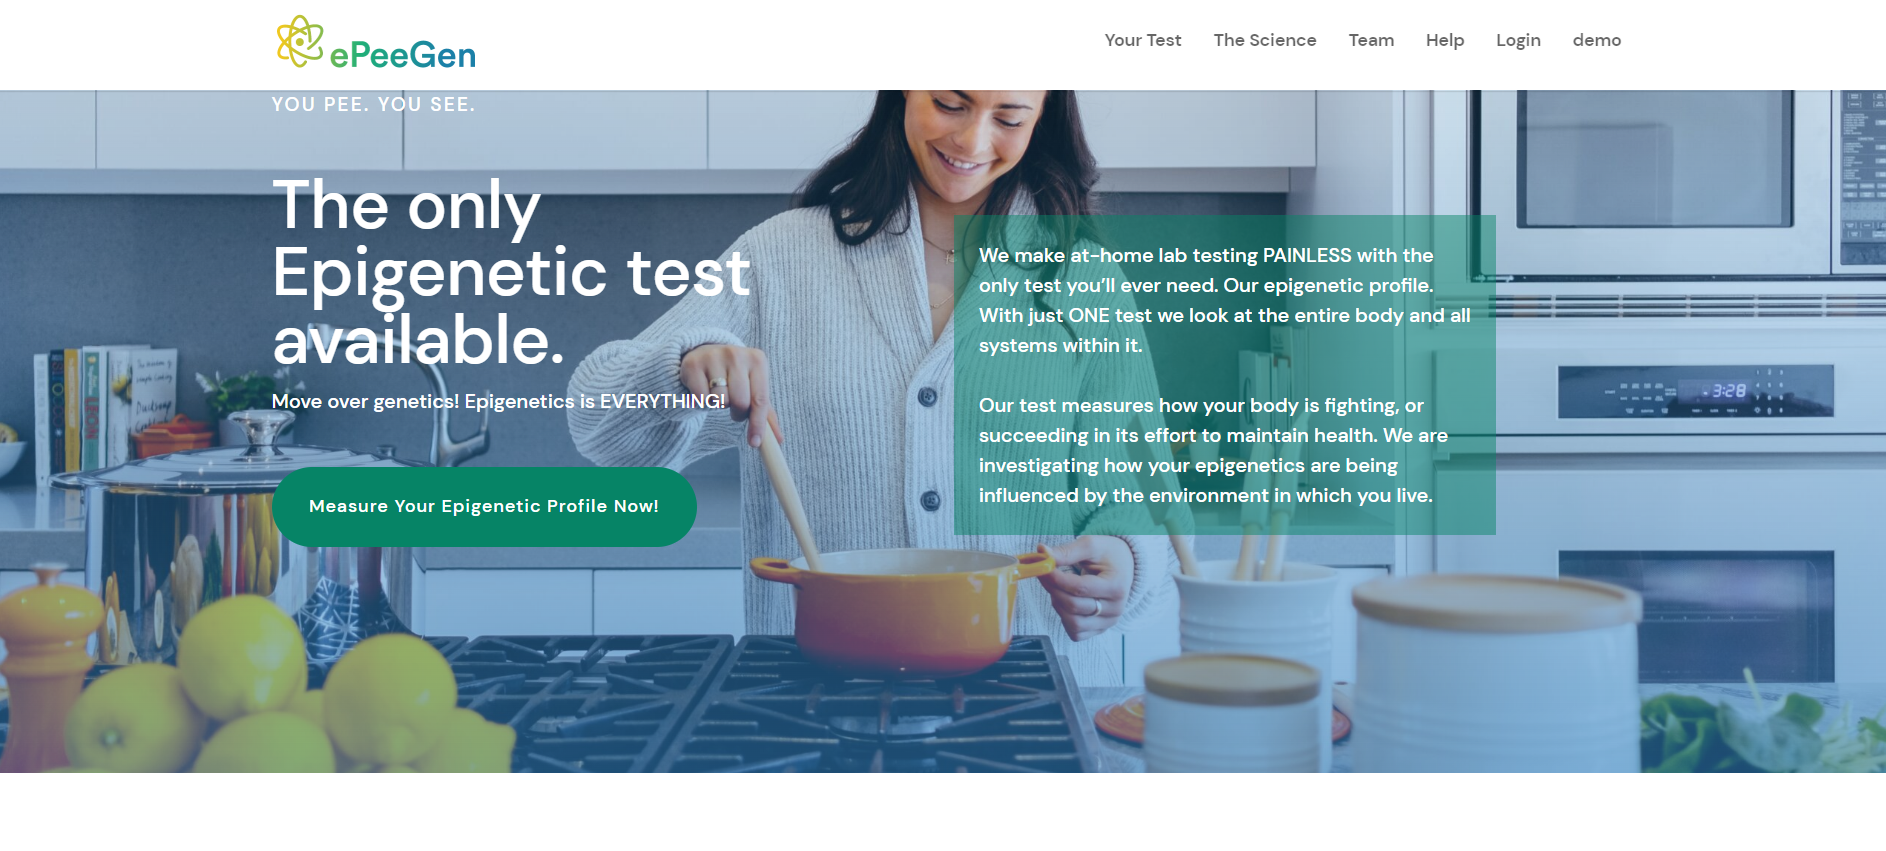 ePeeGen
Your Test
The Science
Team
Help
Login
demo
YOU PEE. YOU SEE.
The only
Epigenetic test
available.
Move over genetics! Epigenetics is EVERYTHING!
Measure Your Epigenetic Profile Now!
We make at-home lab testing PAINLESS with the
only test you’ll ever need. Our epigenetic profile.
With just ONE test we look at the entire body and all
systems within it.
Our test measures how your body is fighting, or
succeeding in its effort to maintain health. We are
investigating how your epigenetics are being
influenced by the environment in which you live.
3:28